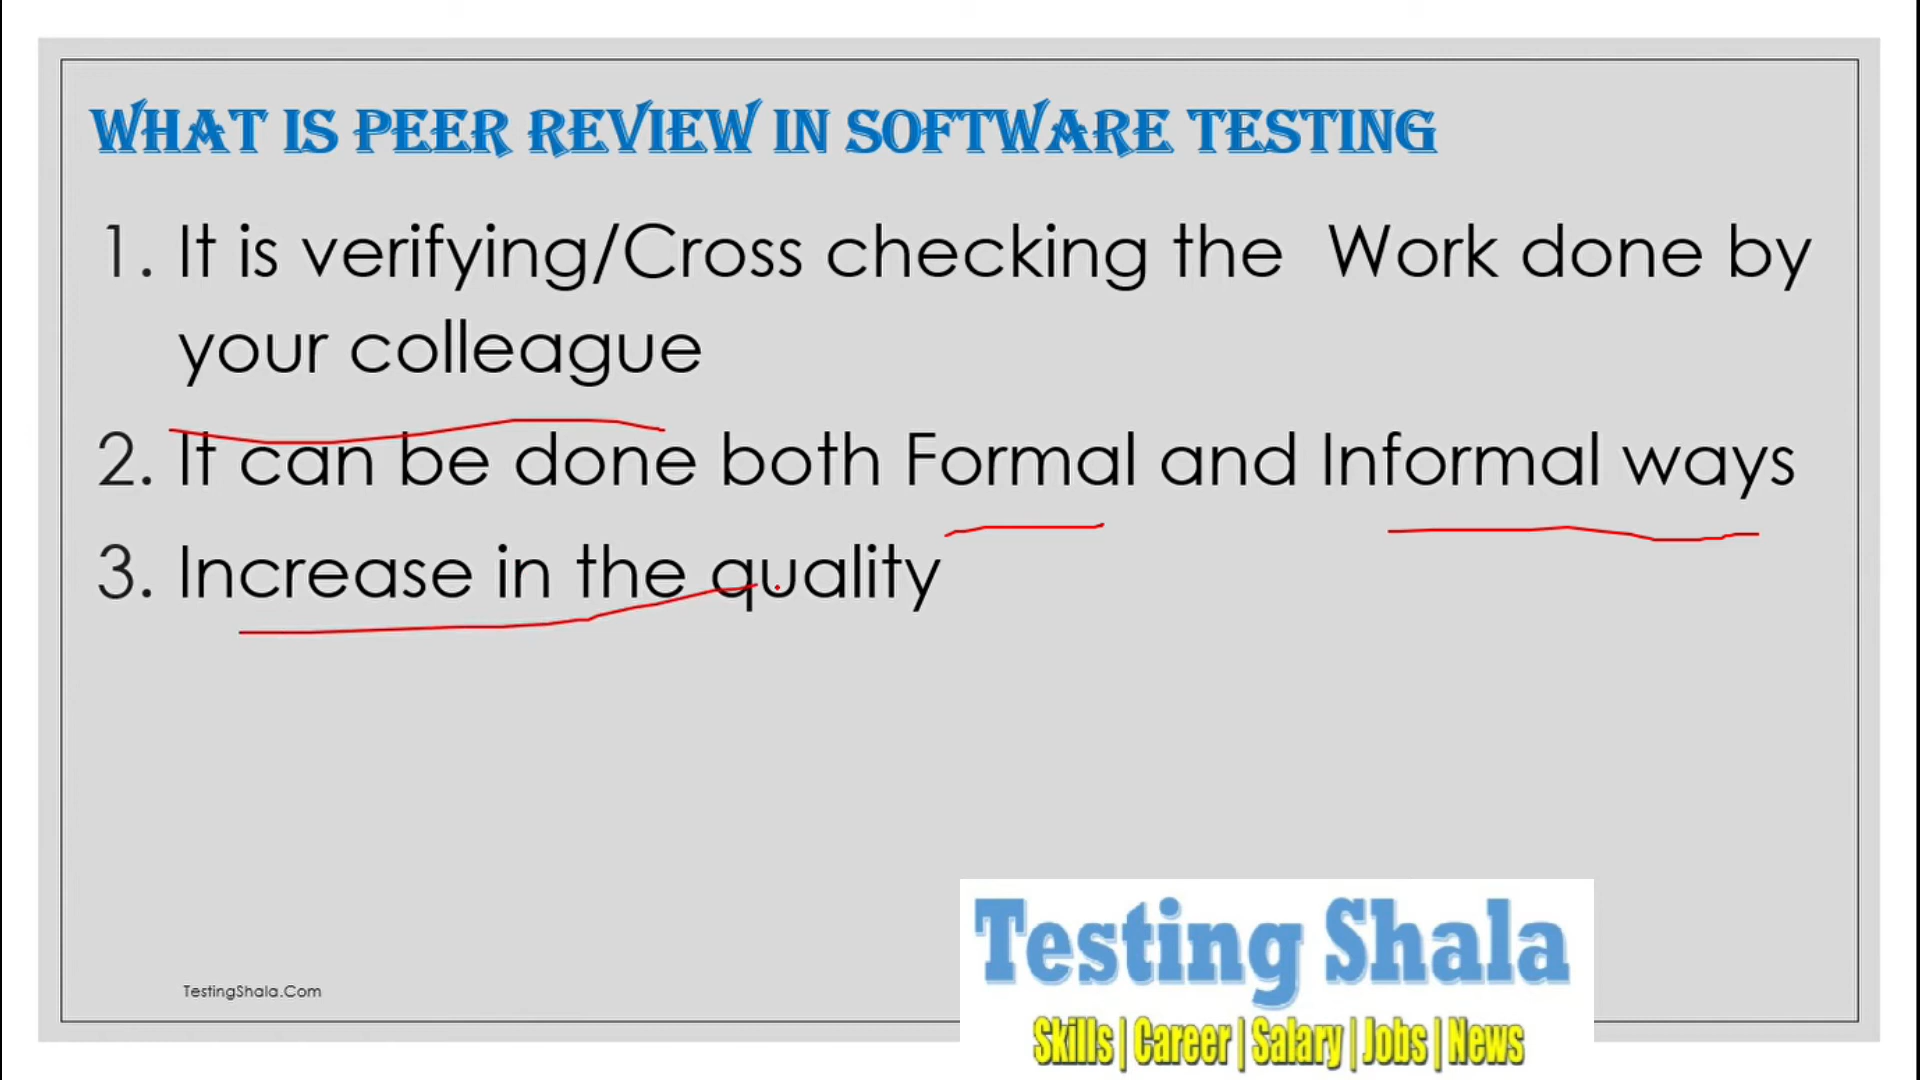 WHAT IS PEER REVIEW IN SOFTWARE TESTING
1. It is verifying/Cross checking the  Work done by
your colleague
2. It can be done both Formal and Informal ways
3. Increase in the quality
TestingShala.Com
Testing Shala
Skills | Career | Salary | Jobs | News